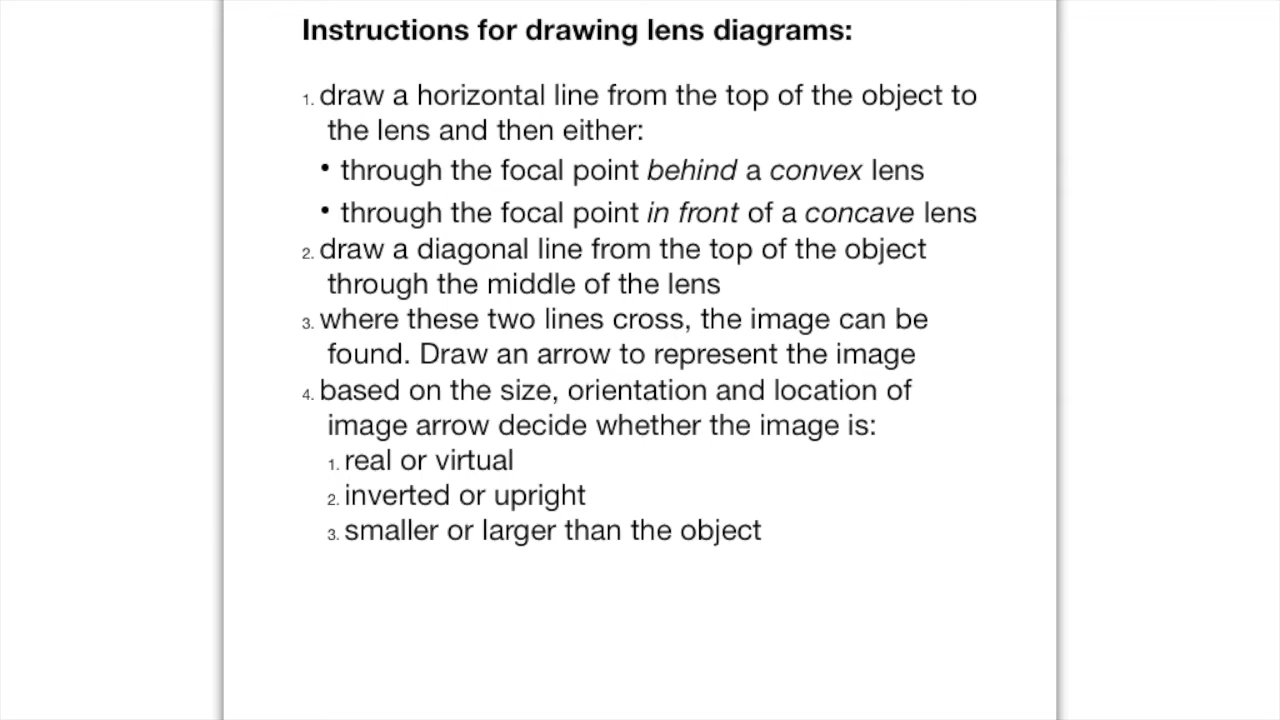 Instructions for drawing lens diagrams:
1. draw a horizontal line from the top of the object to
the lens and then either:
• through the focal point behind a convex lens
• through the focal point in front of a concave lens
2. draw a diagonal line from the top of the object
through the middle of the lens
3. where these two lines cross, the image can be
found. Draw an arrow to represent the image
4. based on the size, orientation and location of
image arrow decide whether the image is:
1. real or virtual
2. inverted or upright
3. smaller or larger than the object